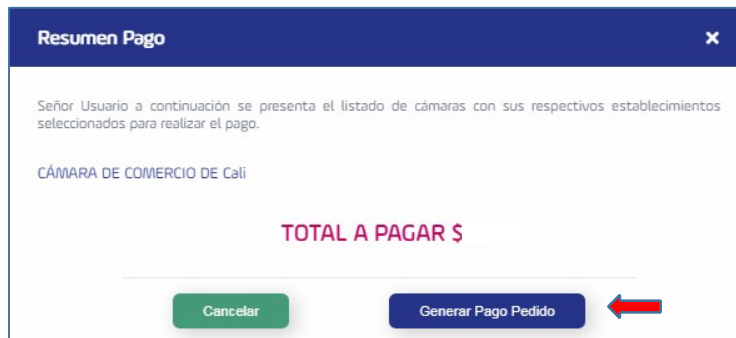 Resumen Pago
Señor Usuario a continuación se presenta el listado de cámaras con sus respectivos establecimientos
seleccionados para realizar el pago.
CÁMARA DE COMERCIO DE Cali
TOTAL A PAGAR $
Cancelar
Generar Pago Pedido